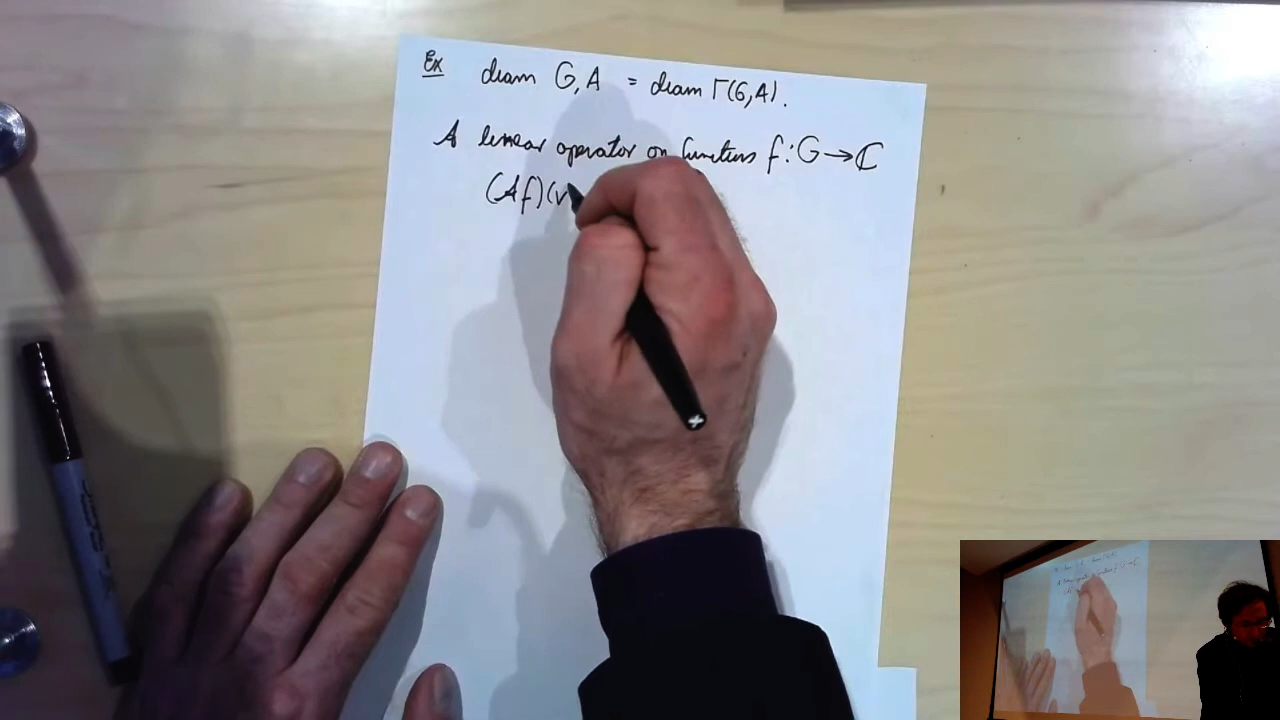 Ex diam G, A = diam Γ(G,A).
A linear operator on functions f: G → ℂ
(Af)(v